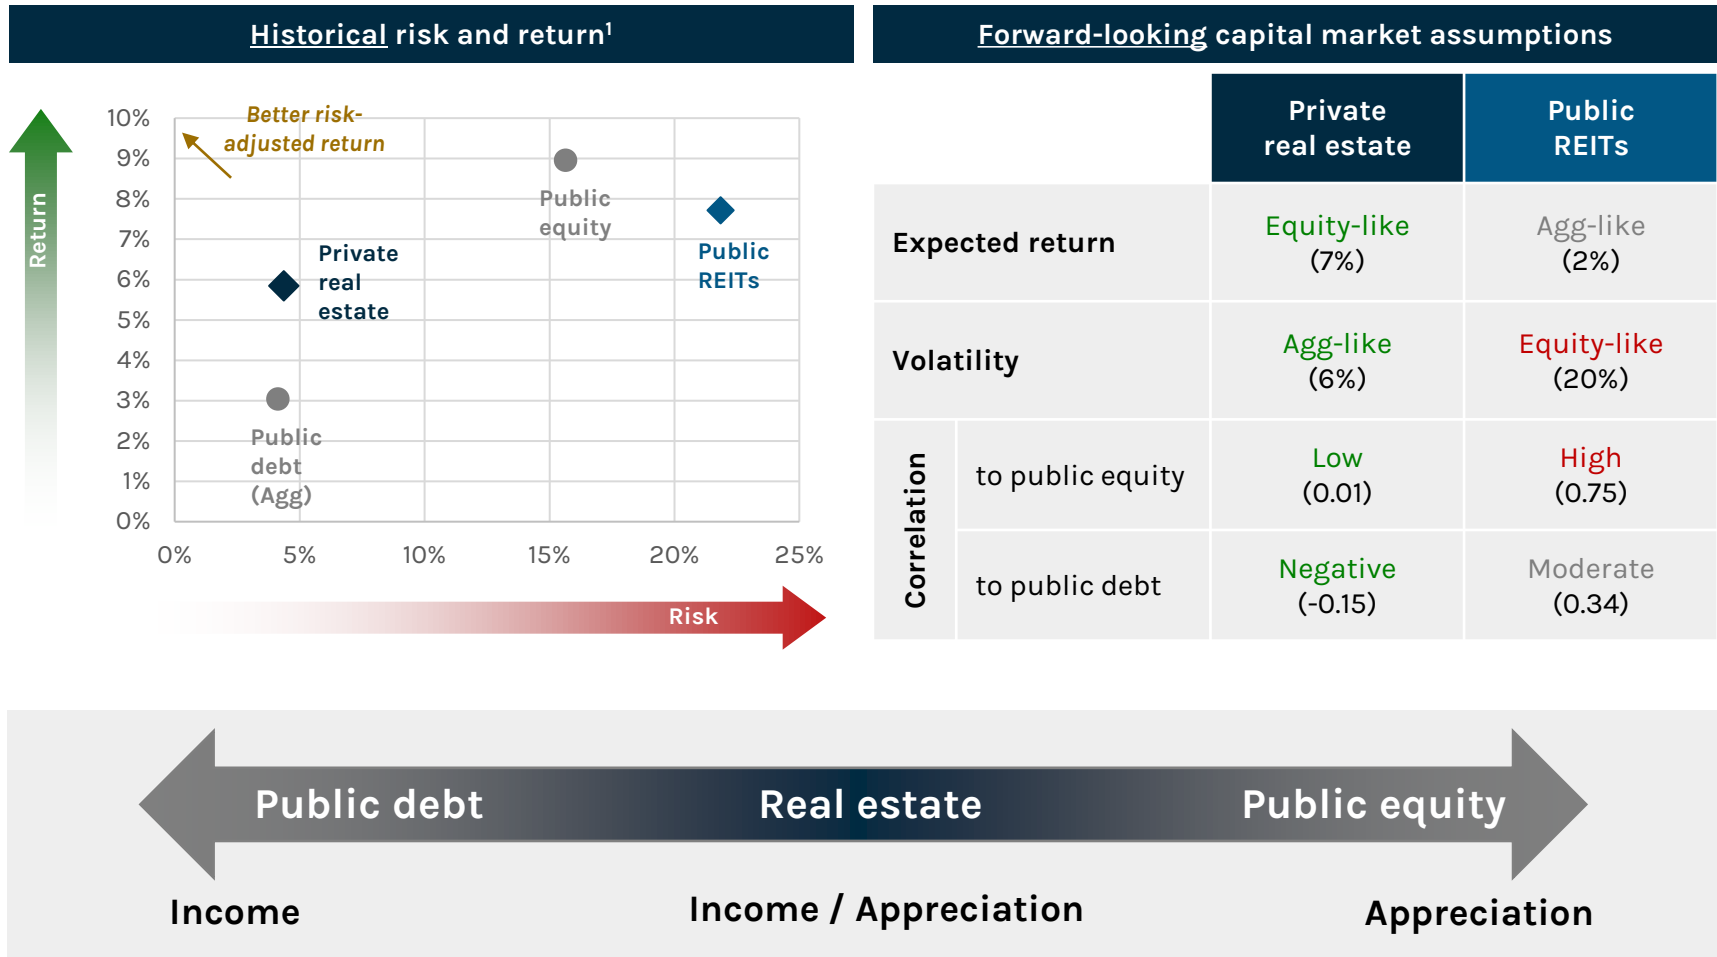 Historical risk and return¹
Return
10%
9%
8%
7%
6%
5%
4%
3%
2%
1%
0%
Better risk-
adjusted return
Public
equity
Public
REITs
Private
real
estate
Public
debt
(Agg)
0%
5%
10%
15%
20%
25%
Risk
Forward-looking capital market assumptions
Private
real estate
Public
REITs
Expected return
Equity-like
(7%)
Agg-like
(2%)
Volatility
Agg-like
(6%)
Equity-like
(20%)
Correlation
to public equity
Low
(0.01)
High
(0.75)
to public debt
Negative
(-0.15)
Moderate
(0.34)
Public debt
Real estate
Public equity
Income
Income / Appreciation
Appreciation